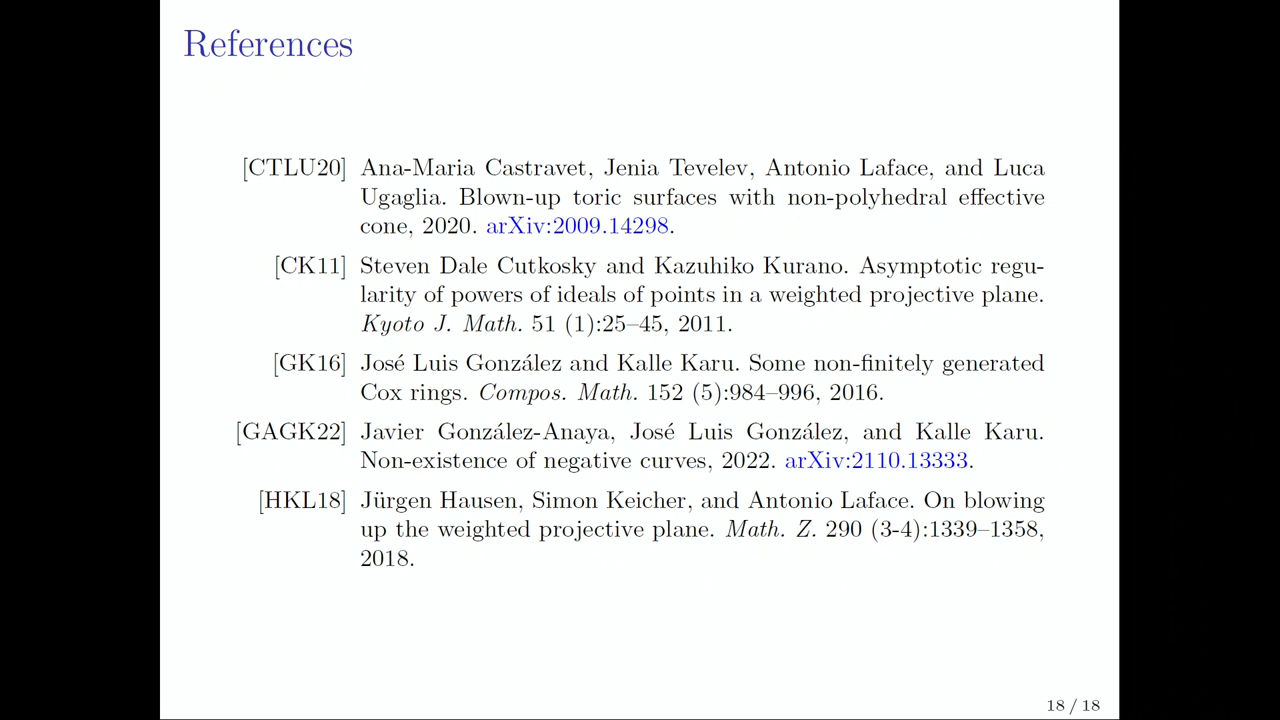 References
[CTLU20] Ana-Maria Castravet, Jenia Tevelev, Antonio Laface, and Luca
Ugaglia. Blown-up toric surfaces with non-polyhedral effective
cone, 2020. arXiv:2009.14298.
[CK11] Steven Dale Cutkosky and Kazuhiko Kurano. Asymptotic regu-
larity of powers of ideals of points in a weighted projective plane.
Kyoto J. Math. 51 (1):25–45, 2011.
[GK16] José Luis González and Kalle Karu. Some non-finitely generated
Cox rings. Compos. Math. 152 (5):984–996, 2016.
[GAGK22] Javier González-Anaya, José Luis González, and Kalle Karu.
Non-existence of negative curves, 2022. arXiv:2110.13333.
[HKL18] Jürgen Hausen, Simon Keicher, and Antonio Laface. On blowing
up the weighted projective plane. Math. Z. 290 (3-4):1339–1358,
2018.
18 / 18